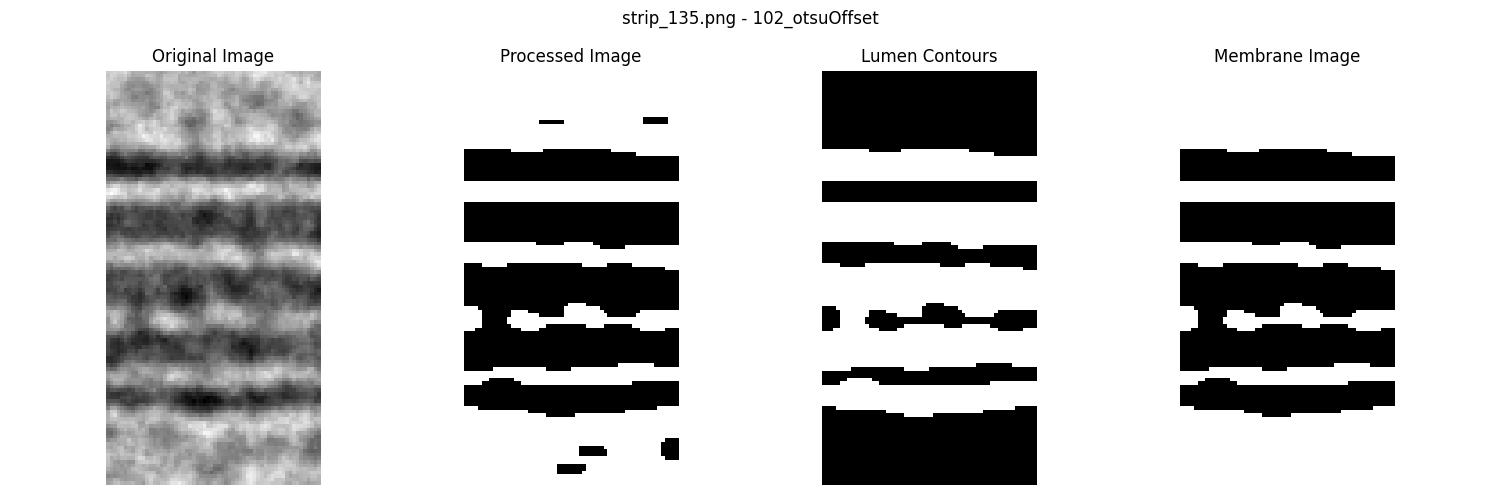 strip_135.png - 102_otsuOffset
Original Image
Processed Image
Lumen Contours
Membrane Image